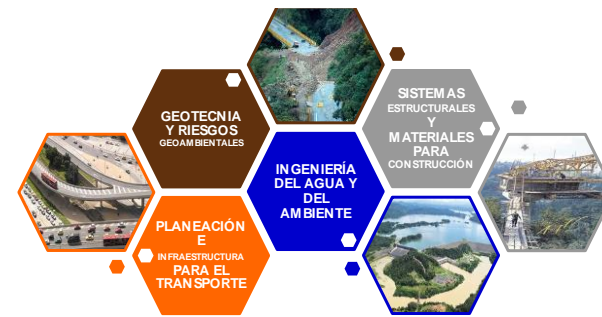 GEOTECNIA
Y RIESGOS
GEOAMBIENTALES
SISTEMAS
ESTRUCTURALES
Y
MATERIALES
PARA
CONSTRUCCIÓN
INGENIERÍA
DEL AGUA Y
DEL
AMBIENTE
PLANEACIÓN
E
INFRAESTRUCTURA
PARA EL
TRANSPORTE